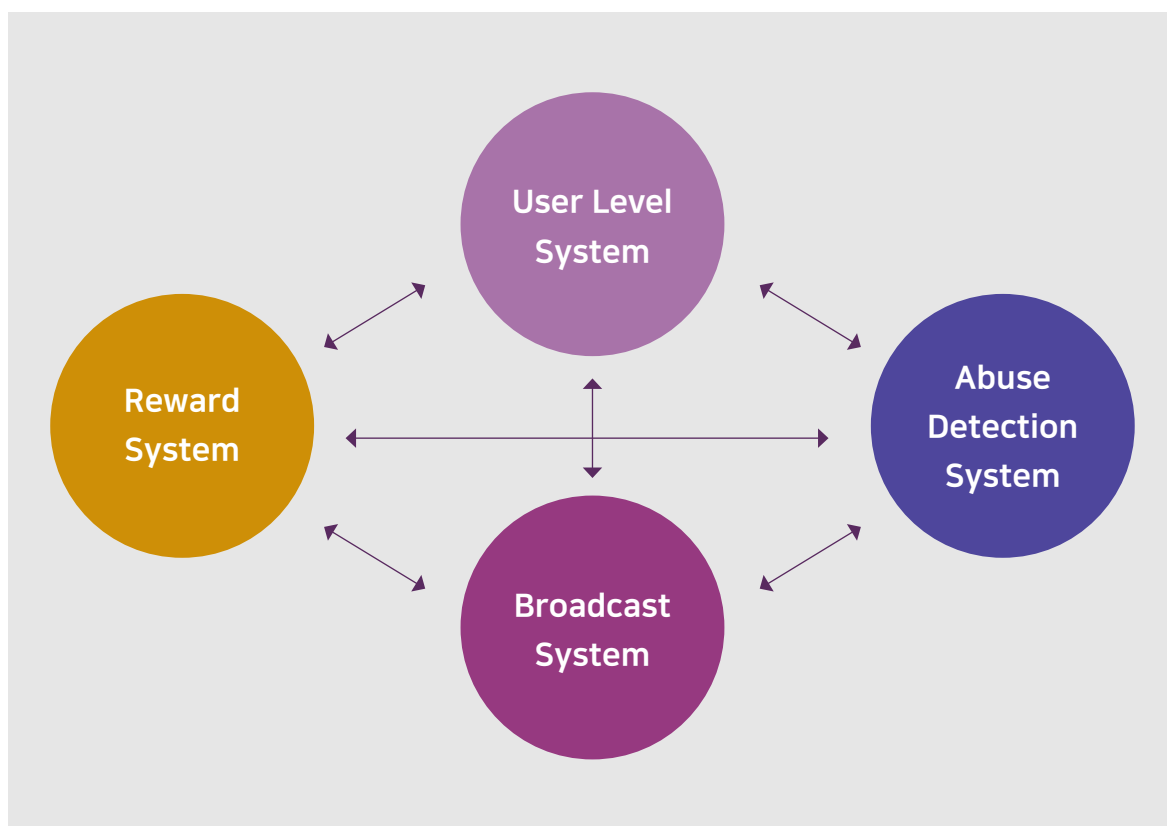 User Level
System
Reward
System
Abuse
Detection
System
Broadcast
System